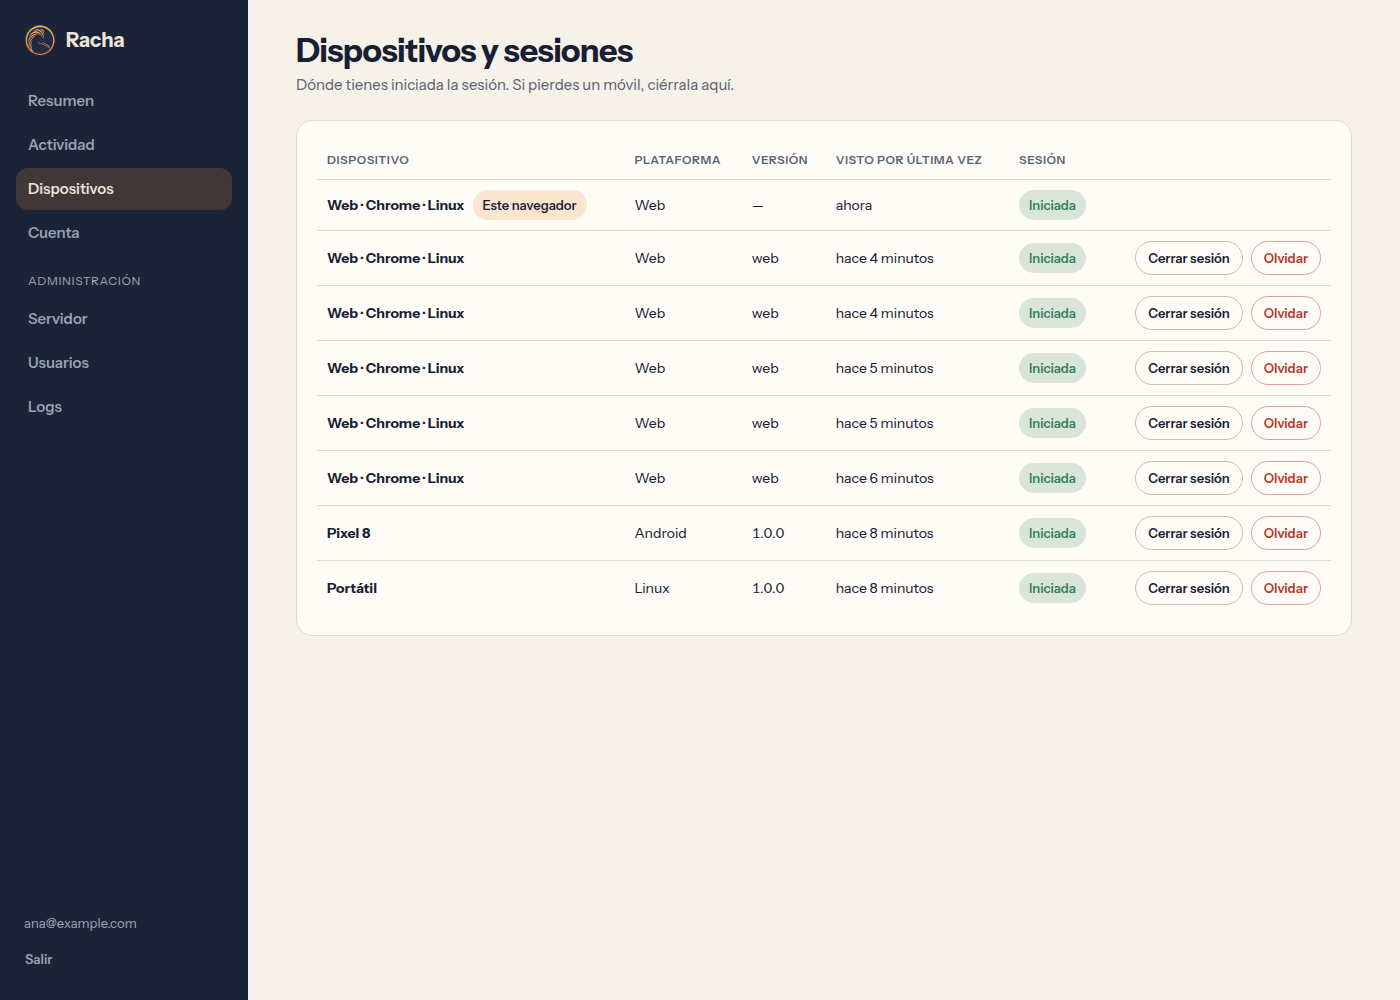 Racha
Resumen
Actividad
Dispositivos
Cuenta
ADMINISTRACIÓN
Servidor
Usuarios
Logs
ana@example.com
Salir
Dispositivos y sesiones
Dónde tienes iniciada la sesión. Si pierdes un móvil, ciérrala aquí.
DISPOSITIVO PLATAFORMA VERSIÓN VISTO POR ÚLTIMA VEZ SESIÓN
Web · Chrome · Linux Este navegador Web — ahora Iniciada
Web · Chrome · Linux Web web hace 4 minutos Iniciada Cerrar sesión Olvidar
Web · Chrome · Linux Web web hace 4 minutos Iniciada Cerrar sesión Olvidar
Web · Chrome · Linux Web web hace 5 minutos Iniciada Cerrar sesión Olvidar
Web · Chrome · Linux Web web hace 5 minutos Iniciada Cerrar sesión Olvidar
Web · Chrome · Linux Web web hace 6 minutos Iniciada Cerrar sesión Olvidar
Pixel 8 Android 1.0.0 hace 8 minutos Iniciada Cerrar sesión Olvidar
Portátil Linux 1.0.0 hace 8 minutos Iniciada Cerrar sesión Olvidar